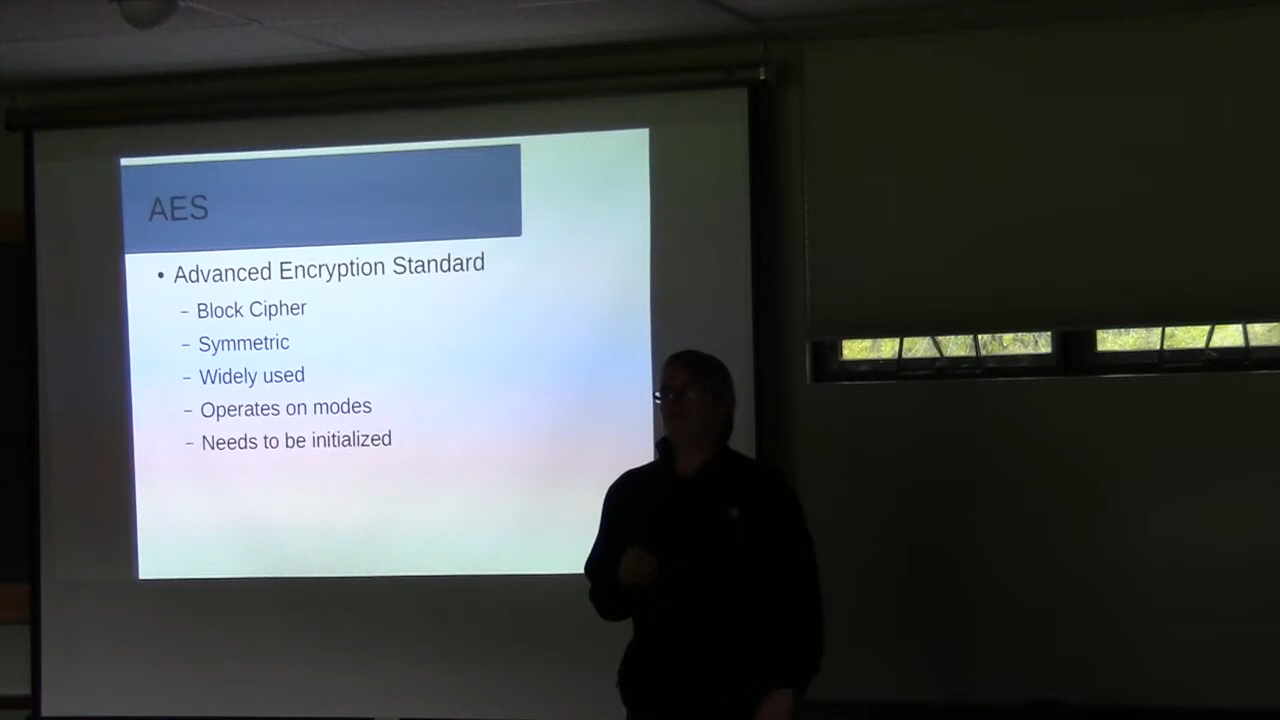 AES
• Advanced Encryption Standard
– Block Cipher
– Symmetric
– Widely used
– Operates on modes
– Needs to be initialized